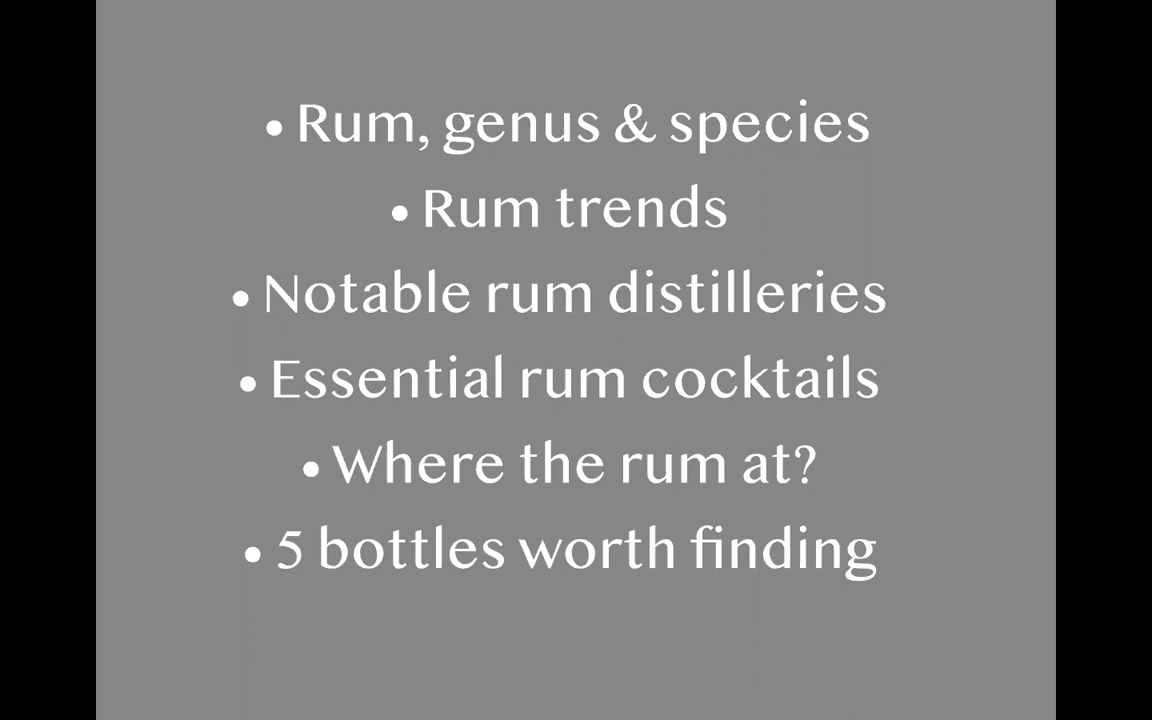 • Rum, genus & species
• Rum trends
• Notable rum distilleries
• Essential rum cocktails
• Where the rum at?
• 5 bottles worth finding